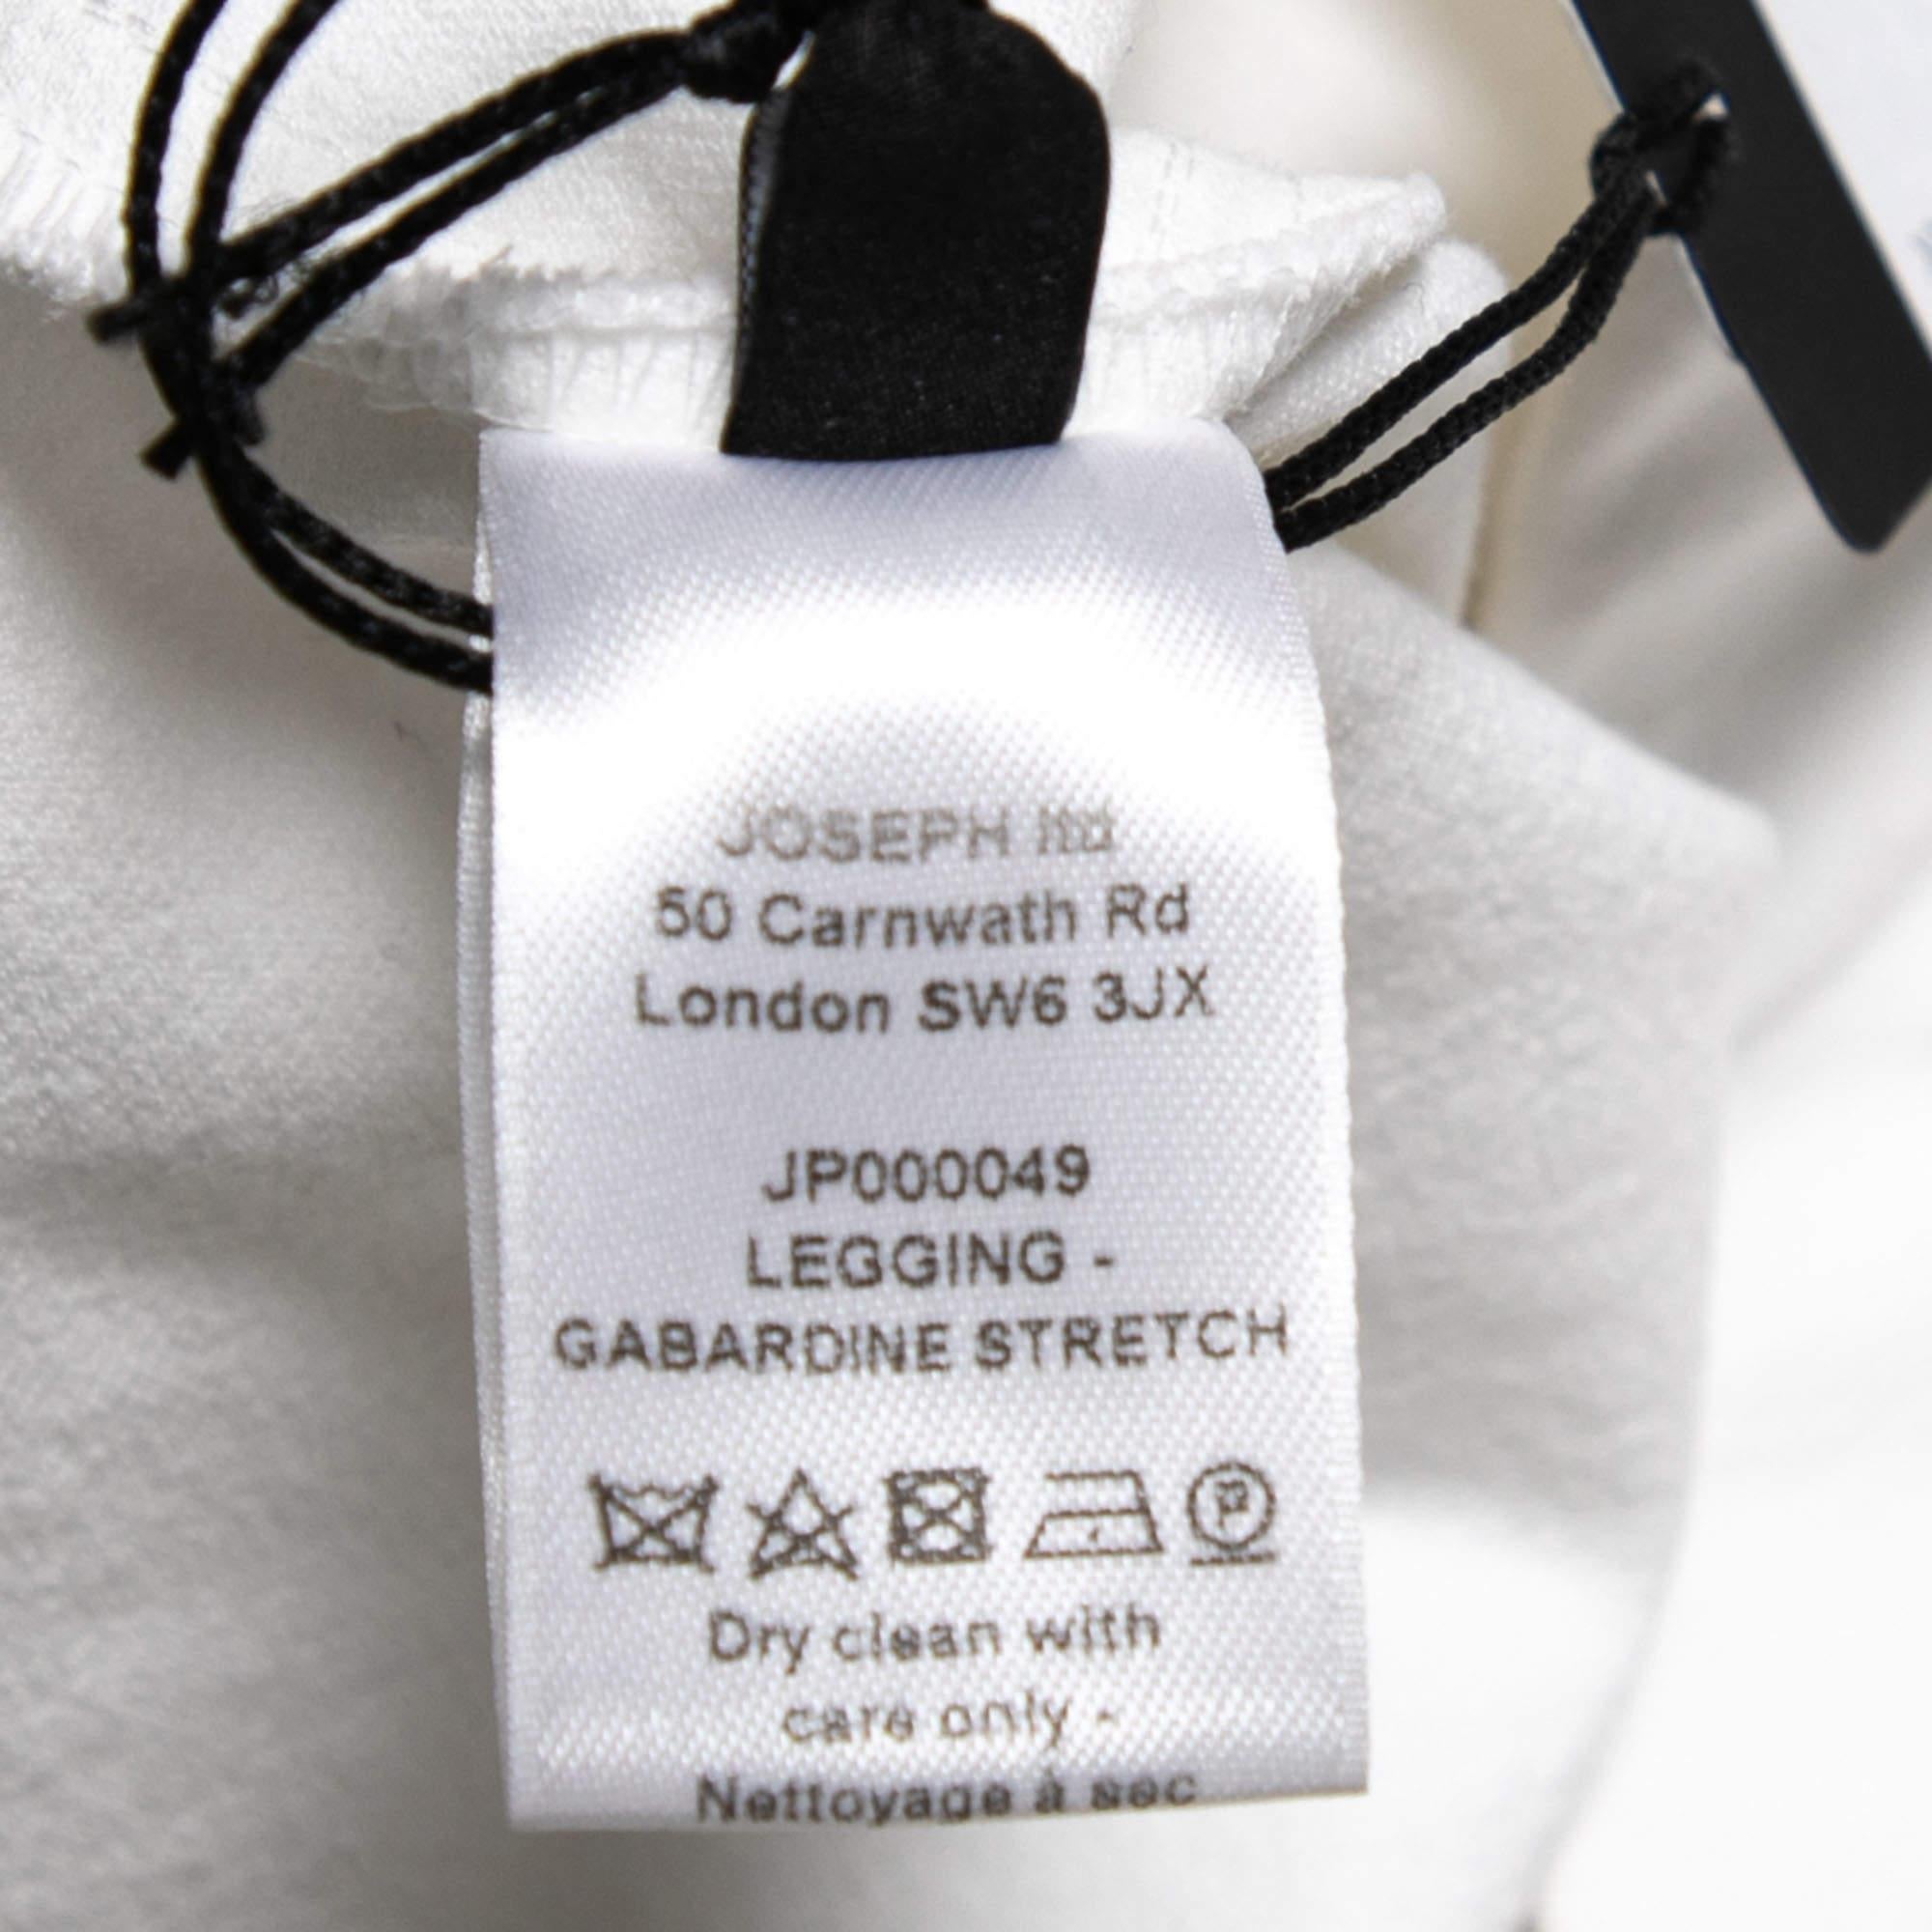 JOSEPH ltd
50 Carnwath Rd
London SW6 3JX
JP000049
LEGGING -
GABARDINE STRETCH
P
Dry clean with
care only -
Nettoyage à sec